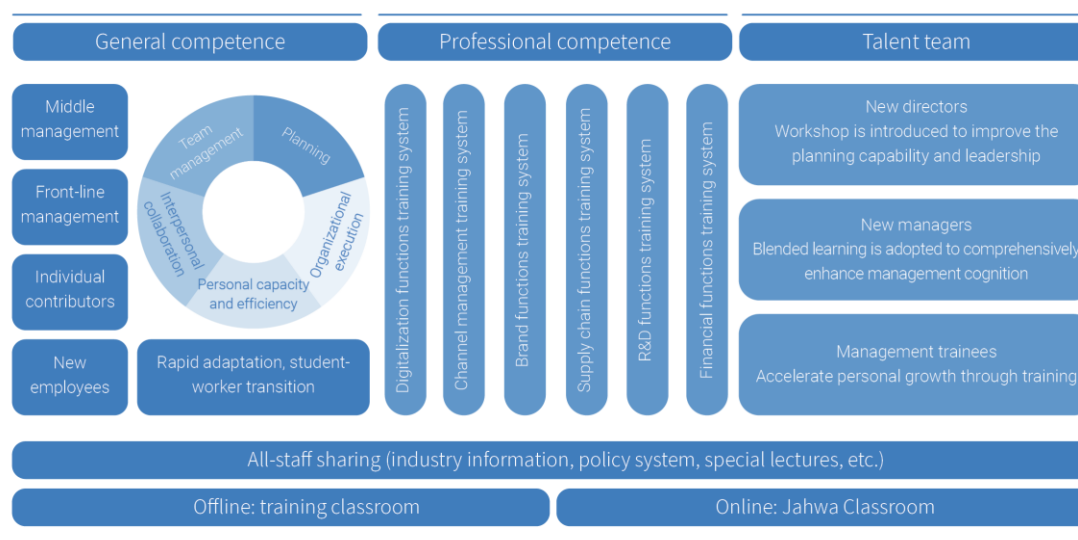 General competence
Professional competence
Talent team
Middle
management
Front-line
management
Individual
contributors
New
employees
Team
management
Planning
Interpersonal
collaboration
Organizational
execution
Personal capacity
and efficiency
Rapid adaptation, student-
worker transition
Digitalization functions training system
Channel management training system
Brand functions training system
Supply chain functions training system
R&D functions training system
Financial functions training system
New directors
Workshop is introduced to improve the
planning capability and leadership
New managers
Blended learning is adopted to comprehensively
enhance management cognition
Management trainees
Accelerate personal growth through training
All-staff sharing (industry information, policy system, special lectures, etc.)
Offline: training classroom
Online: Jahwa Classroom